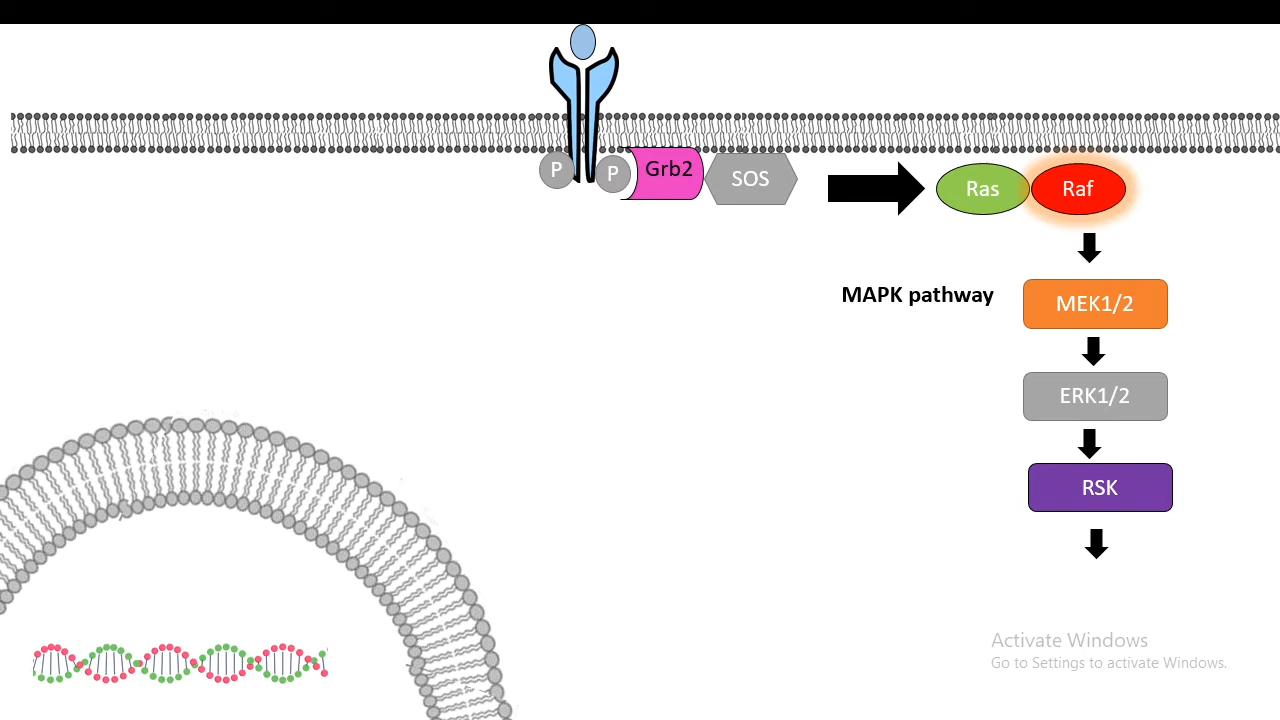 P
P
Grb2
SOS
Ras
Raf
MAPK pathway
MEK1/2
ERK1/2
RSK
Activate Windows
Go to Settings to activate Windows.